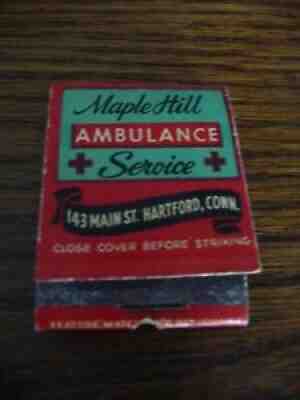 Maple Hill
AMBULANCE
Service
143 MAIN ST. HARTFORD, CONN.
CLOSE COVER BEFORE STRIKING